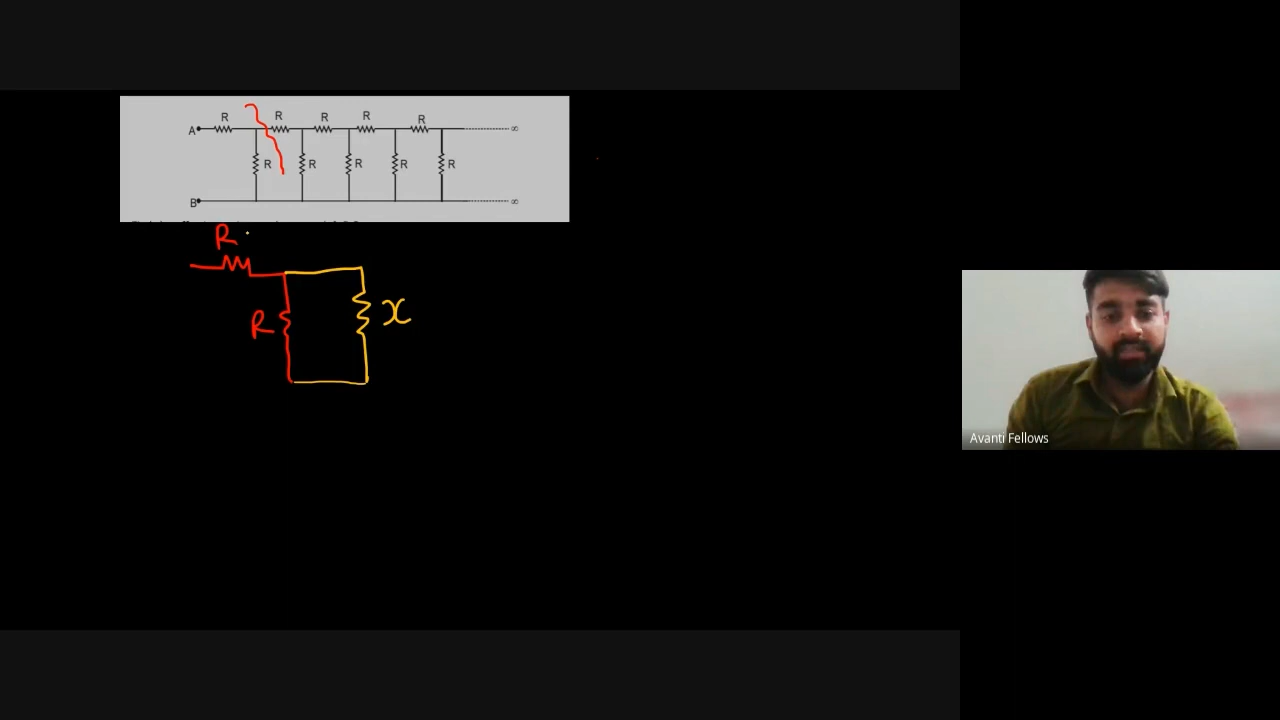 R R R R R
A ∞
R R R R R
B ∞
R
R x
Avanti Fellows